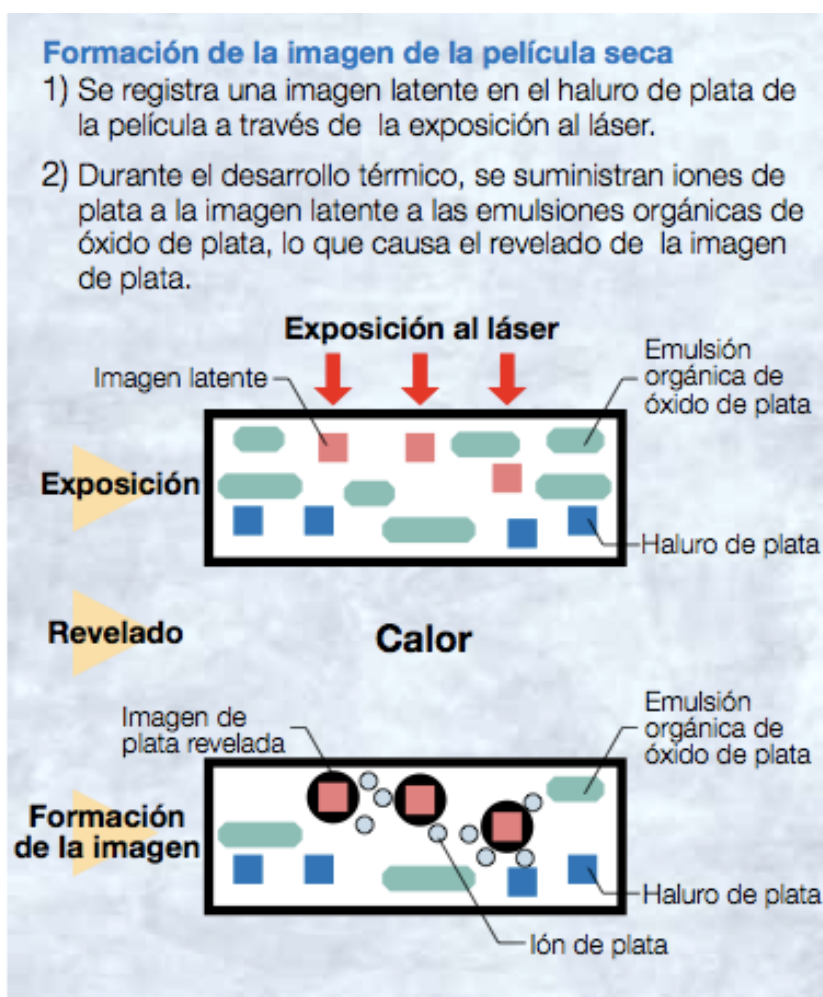 Formación de la imagen de la película seca
1) Se registra una imagen latente en el haluro de plata de
la película a través de la exposición al láser.
2) Durante el desarrollo térmico, se suministran iones de
plata a la imagen latente a las emulsiones orgánicas de
óxido de plata, lo que causa el revelado de la imagen
de plata.
Exposición al láser
Imagen latente
Emulsión
orgánica de
óxido de plata
Exposición
Haluro de plata
Revelado
Calor
Imagen de
plata revelada
Emulsión
orgánica de
óxido de plata
Formación
de la imagen
Haluro de plata
Ión de plata